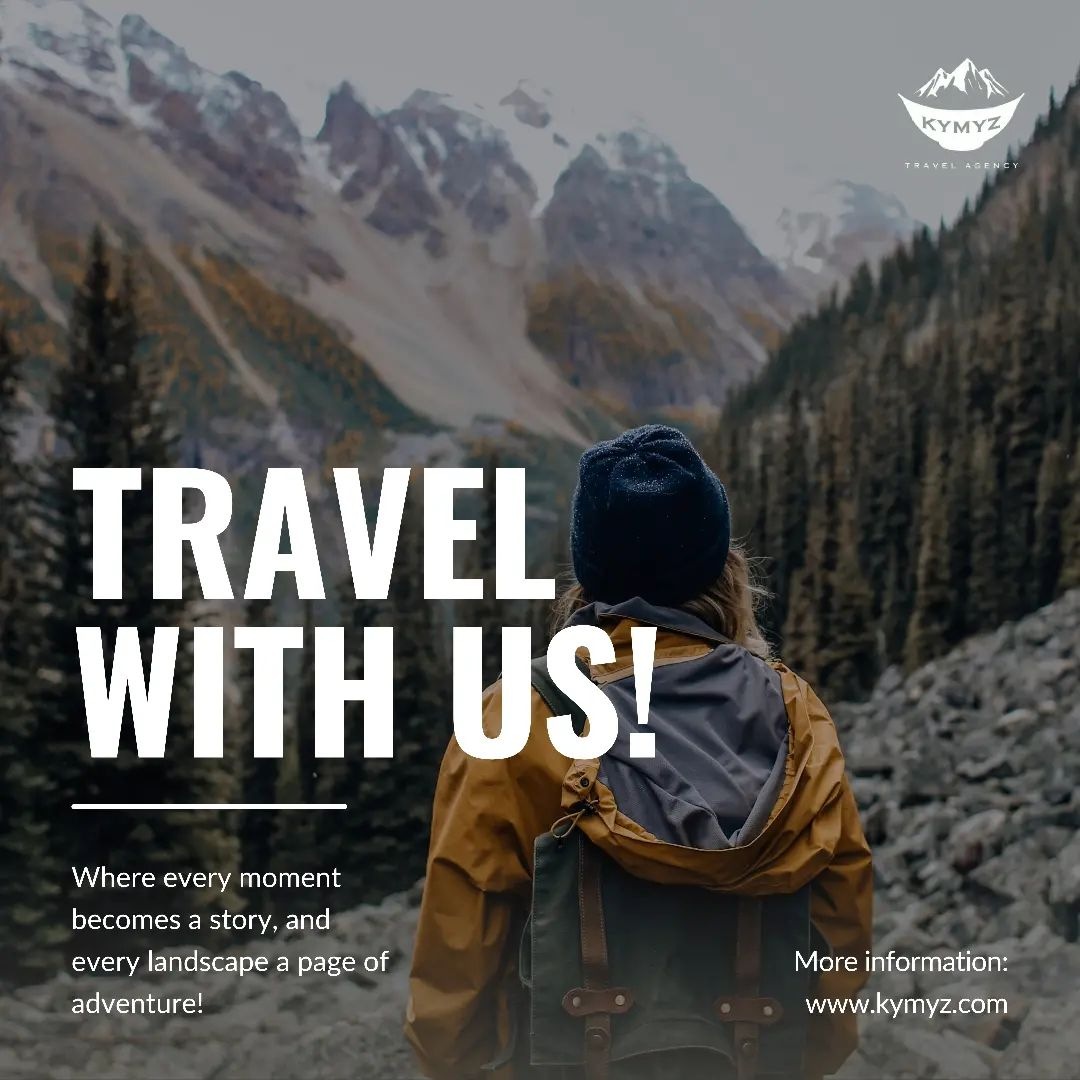 KYMYZ
TRAVEL AGENCY
TRAVEL
WITH US!
Where every moment
becomes a story, and
every landscape a page of
adventure!
More information:
www.kymyz.com